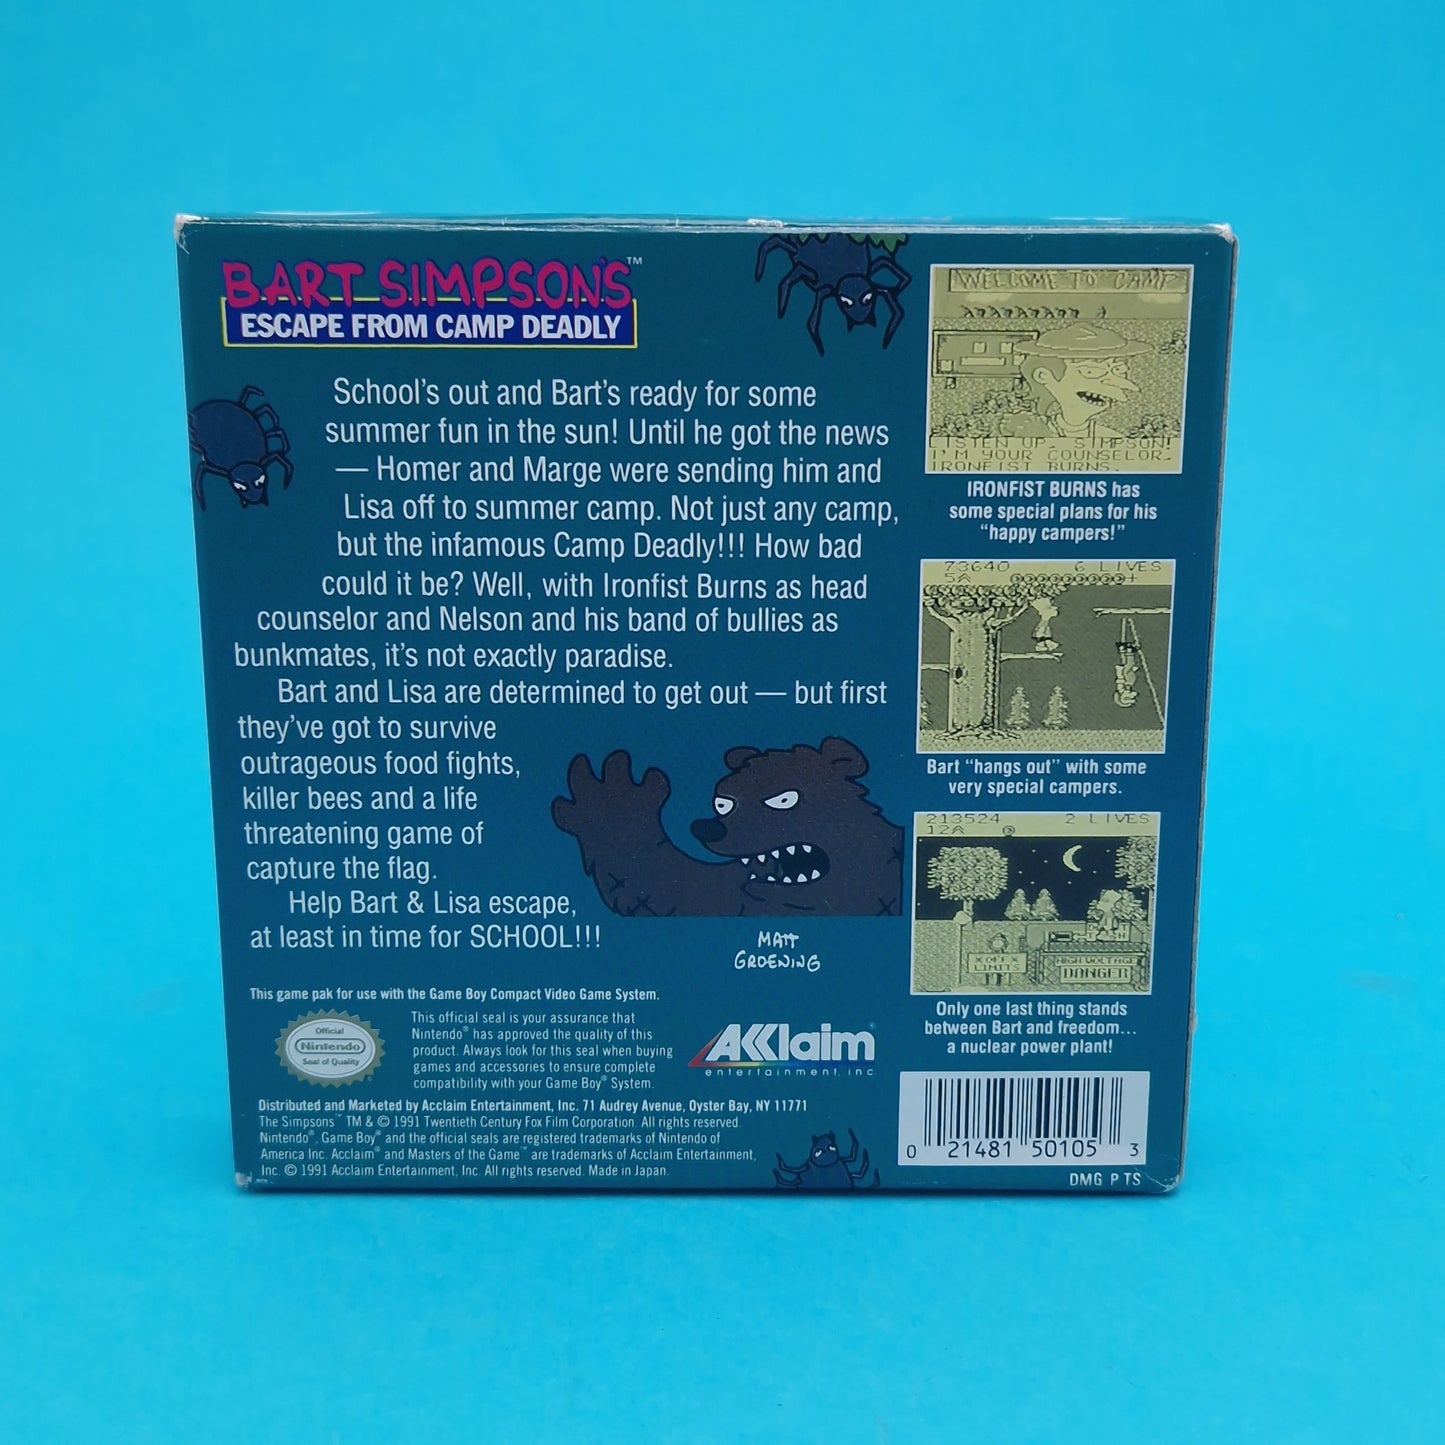 BART SIMPSON'S™
ESCAPE FROM CAMP DEADLY
School's out and Bart's ready for some
summer fun in the sun! Until he got the news
— Homer and Marge were sending him and
Lisa off to summer camp. Not just any camp,
but the infamous Camp Deadly!!! How bad
could it be? Well, with Ironfist Burns as head
counselor and Nelson and his band of bullies as
bunkmates, it's not exactly paradise.
Bart and Lisa are determined to get out — but first
they've got to survive
outrageous food fights,
killer bees and a life
threatening game of
capture the flag.
Help Bart & Lisa escape,
at least in time for SCHOOL!!!
MATT
GROENING
This game pak for use with the Game Boy Compact Video Game System.
Official
Nintendo
Seal of Quality
This official seal is your assurance that
Nintendo® has approved the quality of this
product. Always look for this seal when buying
games and accessories to ensure complete
compatibility with your Game Boy® System.
AKKlaim®
entertainment, inc.
Distributed and Marketed by Acclaim Entertainment, Inc. 71 Audrey Avenue, Oyster Bay, NY 11771
The Simpsons™ TM & © 1991 Twentieth Century Fox Film Corporation. All rights reserved.
Nintendo®, Game Boy® and the official seals are registered trademarks of Nintendo of
America Inc. Acclaim® and Masters of the Game™ are trademarks of Acclaim Entertainment,
Inc. © 1991 Acclaim Entertainment, Inc. All rights reserved. Made in Japan.
WELCOME TO CAMP
LISTEN UP, SIMPSON!
I'M YOUR COUNSELOR,
IRONFIST BURNS.
IRONFIST BURNS has
some special plans for his
"happy campers!"
73640 6 LIVES
5A 000000000+
Bart "hangs out" with some
very special campers.
213524 2 LIVES
12A
XOFFX
LIMITS
HIGH VOLTAGE
DANGER
Only one last thing stands
between Bart and freedom...
a nuclear power plant!
0 21481 50105 3
DMG P TS